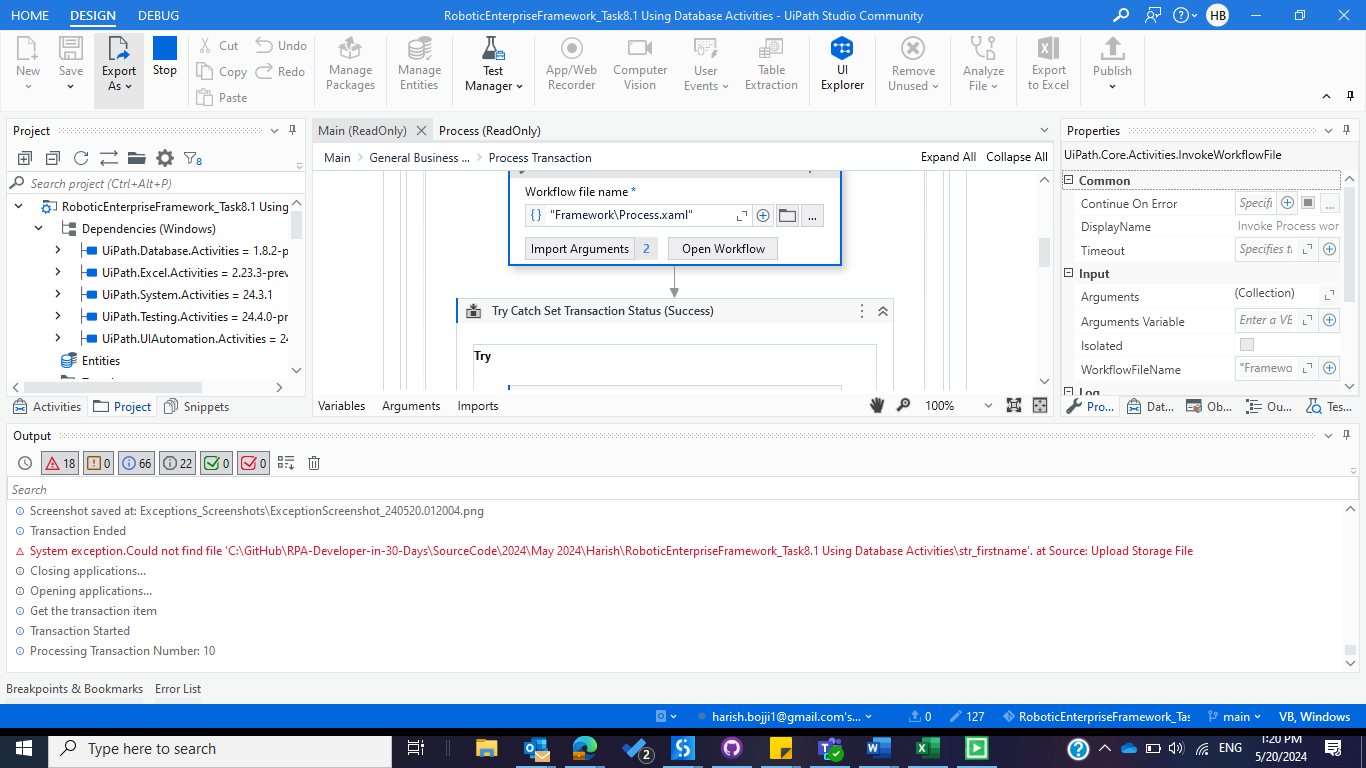 HOME DESIGN DEBUG RoboticEnterpriseFramework_Task8.1 Using Database Activities - UiPath Studio Community HB
New Save Export As Stop Cut Copy Paste Undo Redo Manage Packages Manage Entities Test Manager App/Web Recorder Computer Vision User Events Table Extraction UI Explorer Remove Unused Analyze File Export to Excel Publish
Project
8
Search project (Ctrl+Alt+P)
RoboticEnterpriseFramework_Task8.1 Using
Dependencies (Windows)
UiPath.Database.Activities = 1.8.2-p
UiPath.Excel.Activities = 2.23.3-prev
UiPath.System.Activities = 24.3.1
UiPath.Testing.Activities = 24.4.0-pr
UiPath.UIAutomation.Activities = 24
Entities
Activities Project Snippets
Main (ReadOnly) Process (ReadOnly)
Main General Business ... Process Transaction Expand All Collapse All
Workflow file name *
{ } "Framework\Process.xaml" ...
Import Arguments 2 Open Workflow
Try Catch Set Transaction Status (Success)
Try
Variables Arguments Imports 100%
Properties
UiPath.Core.Activities.InvokeWorkflowFile
Common
Continue On Error Specifi ...
DisplayName Invoke Process wor
Timeout Specifies t
Input
Arguments (Collection)
Arguments Variable Enter a VB
Isolated
WorkflowFileName "Framewo
Log
Pro... Dat... Ob... Ou... Tes...
Output
18 0 66 22 0 0
Search
Screenshot saved at: Exceptions_Screenshots\ExceptionScreenshot_240520.012004.png
Transaction Ended
System exception.Could not find file 'C:\GitHub\RPA-Developer-in-30-Days\SourceCode\2024\May 2024\Harish\RoboticEnterpriseFramework_Task8.1 Using Database Activities\str_firstname'. at Source: Upload Storage File
Closing applications...
Opening applications...
Get the transaction item
Transaction Started
Processing Transaction Number: 10
Breakpoints & Bookmarks Error List
harish.bojji1@gmail.com's... 0 127 RoboticEnterpriseFramework_Tas main VB, Windows
Type here to search 2 ENG 1:20 PM
5/20/2024